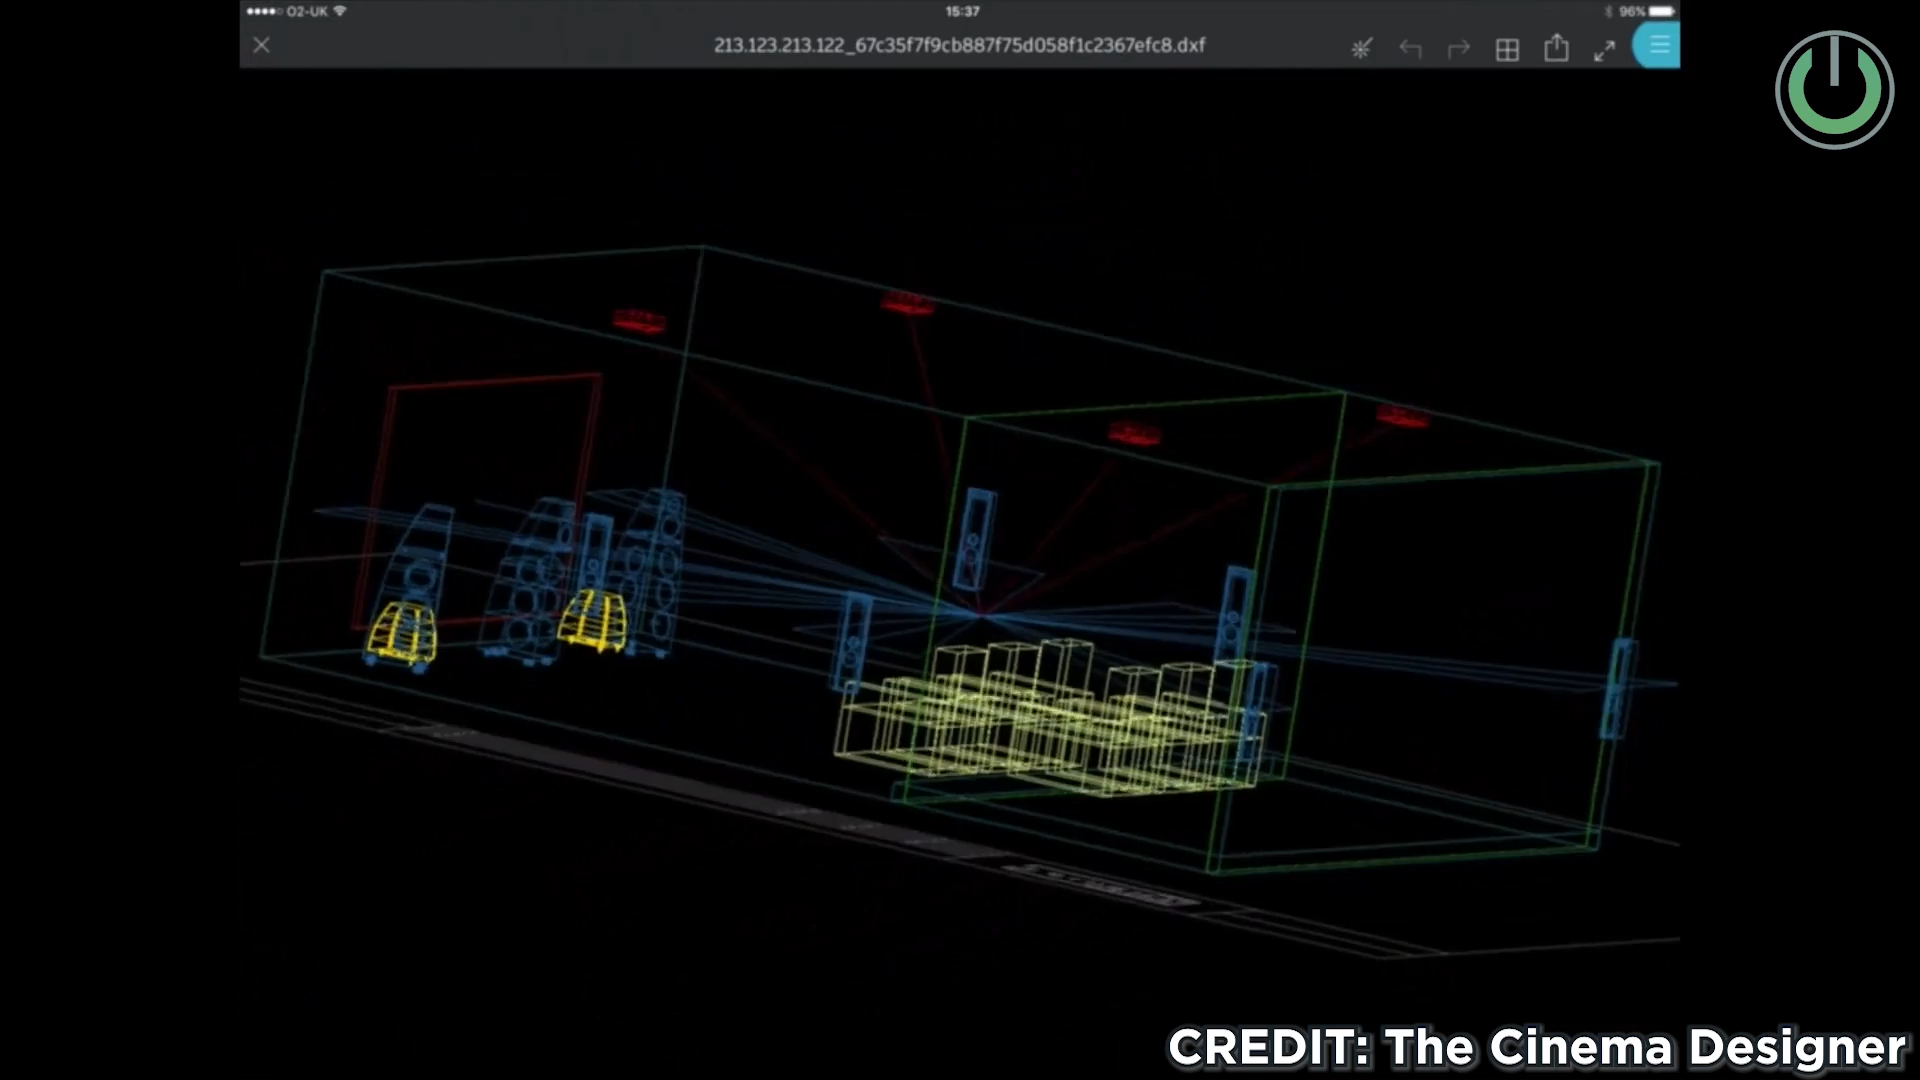 O2-UK
15:37
96%
213.123.213.122_67c35f7f9cb887f75d058f1c2367efc8.dxf
CREDIT: The Cinema Designer